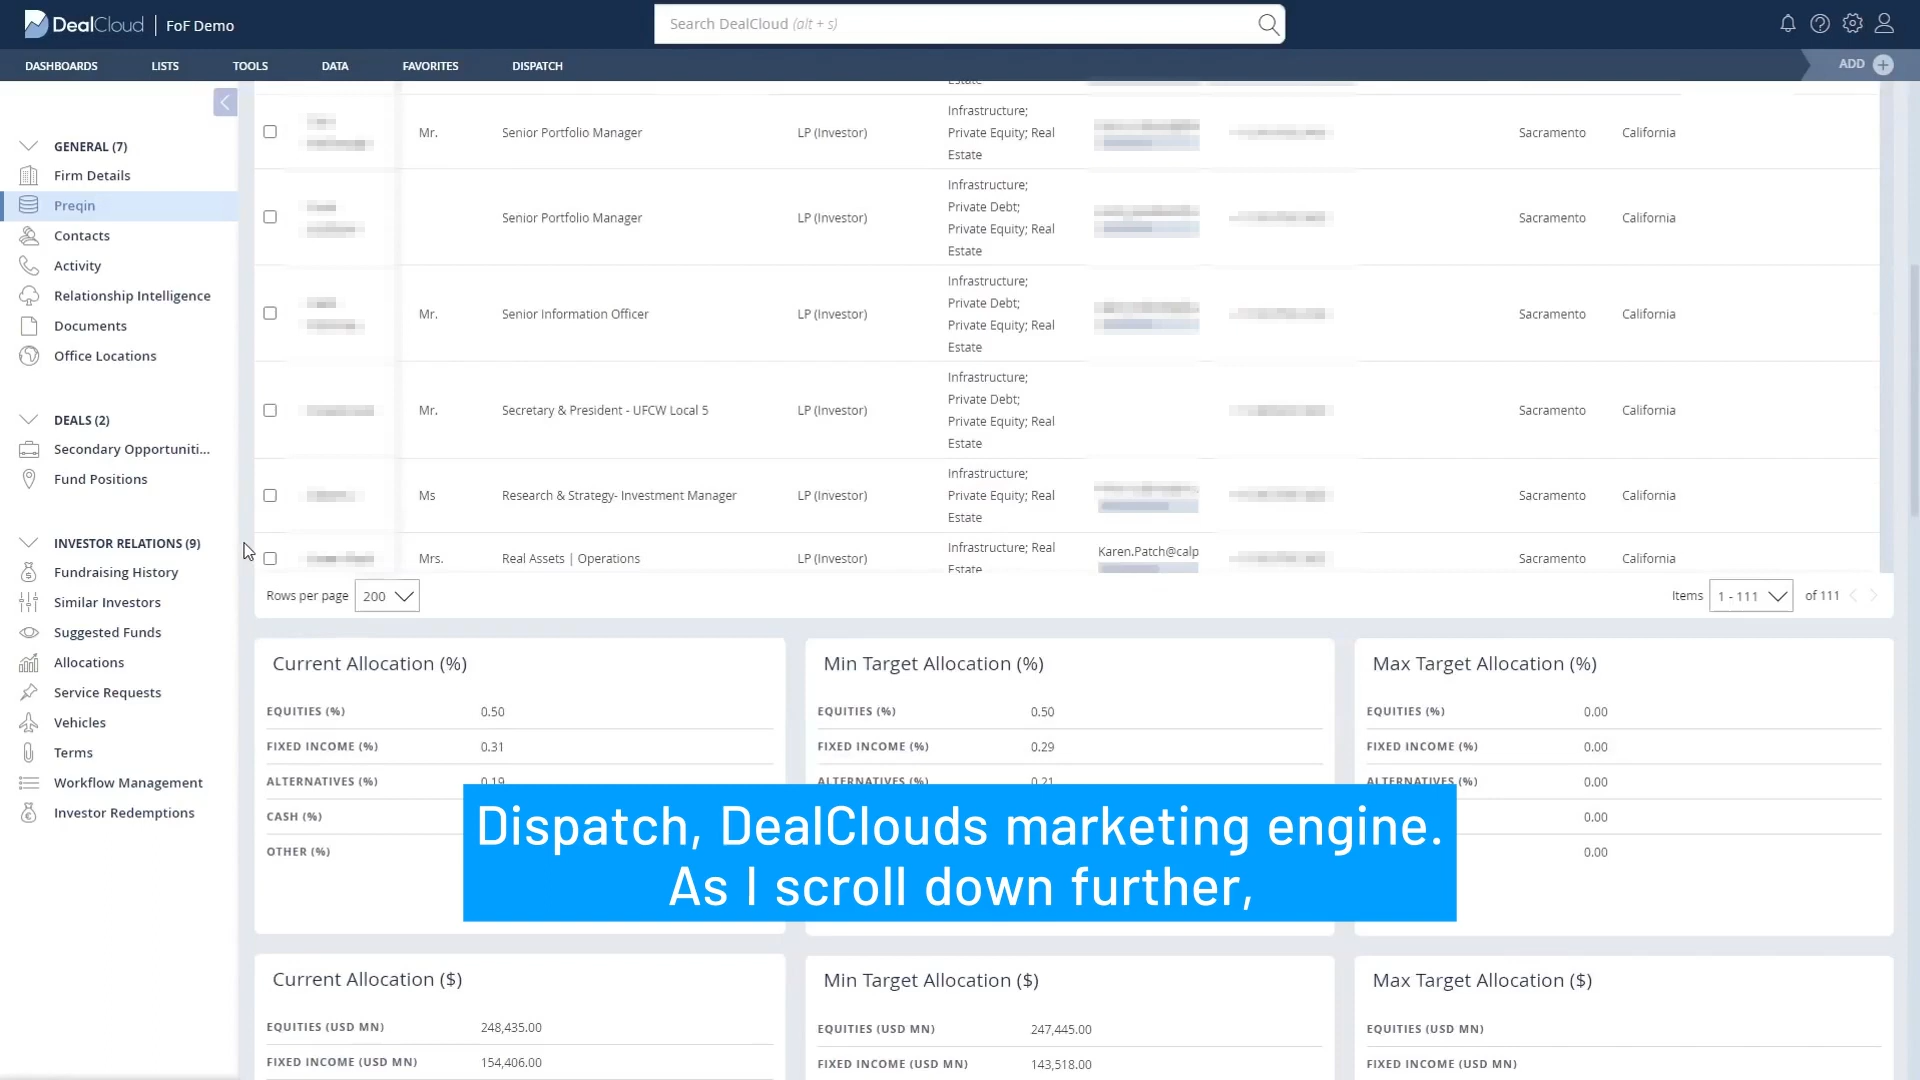 DealCloud | FoF Demo
Search DealCloud (alt + s)
DASHBOARDS LISTS TOOLS DATA FAVORITES DISPATCH ADD
GENERAL (7)
Firm Details
Preqin
Contacts
Activity
Relationship Intelligence
Documents
Office Locations
DEALS (2)
Secondary Opportuniti...
Fund Positions
INVESTOR RELATIONS (9)
Fundraising History
Similar Investors
Suggested Funds
Allocations
Service Requests
Vehicles
Terms
Workflow Management
Investor Redemptions
Estate
Infrastructure;
Mr. Senior Portfolio Manager LP (Investor) Private Equity; Real Sacramento California
Estate
Infrastructure;
Private Debt;
Senior Portfolio Manager LP (Investor) Private Equity; Real Sacramento California
Estate
Infrastructure;
Private Debt;
Mr. Senior Information Officer LP (Investor) Private Equity; Real Sacramento California
Estate
Infrastructure;
Private Debt;
Mr. Secretary & President - UFCW Local 5 LP (Investor) Private Equity; Real Sacramento California
Estate
Infrastructure;
Ms Research & Strategy- Investment Manager LP (Investor) Private Equity; Real Sacramento California
Estate
Mrs. Real Assets | Operations LP (Investor) Infrastructure; Real Karen.Patch@calp Sacramento California
Estate
Rows per page 200 Items 1 - 111 of 111
Current Allocation (%)
EQUITIES (%) 0.50
FIXED INCOME (%) 0.31
ALTERNATIVES (%) 0.19
CASH (%)
OTHER (%)
Min Target Allocation (%)
EQUITIES (%) 0.50
FIXED INCOME (%) 0.29
ALTERNATIVES (%) 0.21
Max Target Allocation (%)
EQUITIES (%) 0.00
FIXED INCOME (%) 0.00
ALTERNATIVES (%) 0.00
0.00
0.00
Dispatch, DealClouds marketing engine.
As I scroll down further,
Current Allocation ($)
EQUITIES (USD MN) 248,435.00
FIXED INCOME (USD MN) 154,406.00
Min Target Allocation ($)
EQUITIES (USD MN) 247,445.00
FIXED INCOME (USD MN) 143,518.00
Max Target Allocation ($)
EQUITIES (USD MN)
FIXED INCOME (USD MN)